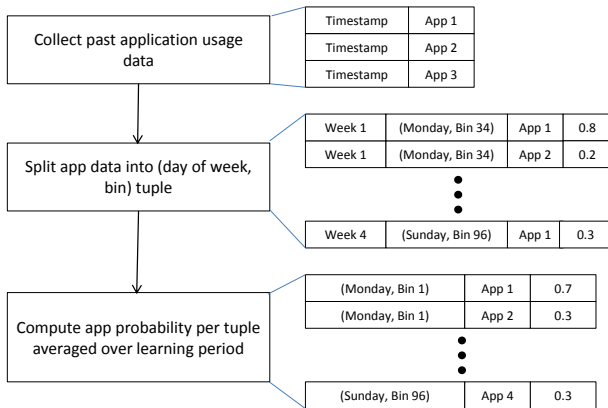 Collect past application usage
data
Timestamp App 1
Timestamp App 2
Timestamp App 3
Split app data into (day of week,
bin) tuple
Week 1 (Monday, Bin 34) App 1 0.8
Week 1 (Monday, Bin 34) App 2 0.2
Week 4 (Sunday, Bin 96) App 1 0.3
Compute app probability per tuple
averaged over learning period
(Monday, Bin 1) App 1 0.7
(Monday, Bin 1) App 2 0.3
(Sunday, Bin 96) App 4 0.3